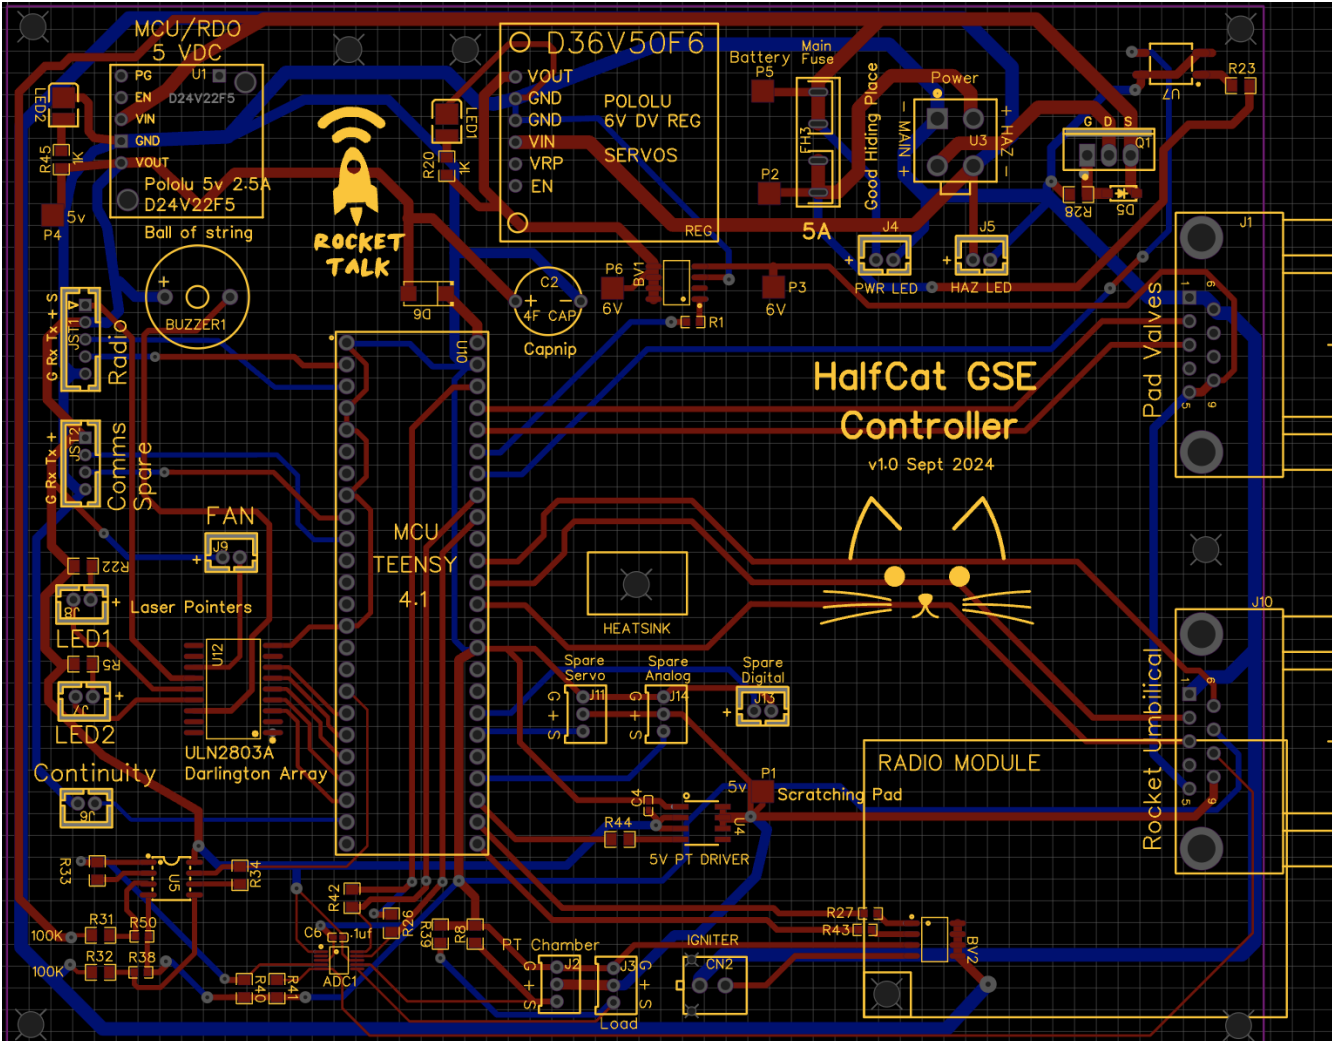 MCU/RDO
5 VDC
U1
PG
EN
D24V22F5
VIN
GND
VOUT
Pololu 5v 2.5A
D24V22F5
LED2
R45
1K
5v
P4
Ball of string
+
BUZZER1
ROCKET
TALK
LED1
R20
1K
D36V50F6
VOUT
GND
GND
VIN
VRP
EN
POLOLU
6V DV REG
SERVOS
REG
Battery
P5
Main
Fuse
FH3
P2
5A
Good Hiding Place
Power
- MAIN +
U3
+ HAZ -
U7
R23
G D S
Q1
R28
D5
J4
+
PWR LED
J5
+
HAZ LED
J1
1
6
5
9
Pad Valves
G Rx Tx + S
JST1
Radio
D6
C2
+ -
4F CAP
Capnip
P6
6V
BV1
R1
P3
6V
U10
MCU
TEENSY
4.1
HalfCat GSE
Controller
v1.0 Sept 2024
G Rx Tx +
JST2
Comms
Spare
FAN
J9
+
R22
J8
+
Laser Pointers
LED1
R5
J7
+
LED2
U12
ULN2803A
Darlington Array
Continuity
J6
HEATSINK
Spare
Servo
J11
G + S
Spare
Analog
J14
G + S
Spare
Digital
J13
+
J10
1
6
5
9
Rocket Umbilical
RADIO MODULE
P1
5v
Scratching Pad
C4
R44
U4
5V PT DRIVER
R33
U5
R34
R31
100K
R50
R32
100K
R38
R40
R41
R42
R26
C6
.1uf
ADC1
R39
R8
PT Chamber
J2
G + S
J3
G + S
Load
IGNITER
CN2
R27
R43
BV2